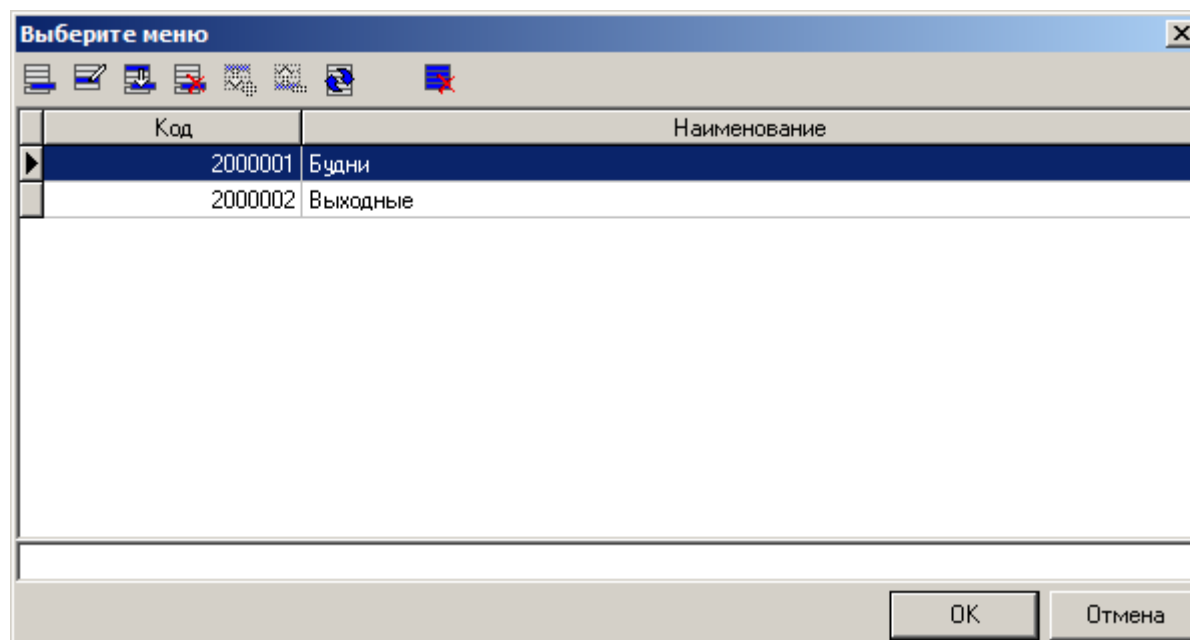 Выберите меню
Код Наименование
2000001 Будни
2000002 Выходные
OK Отмена